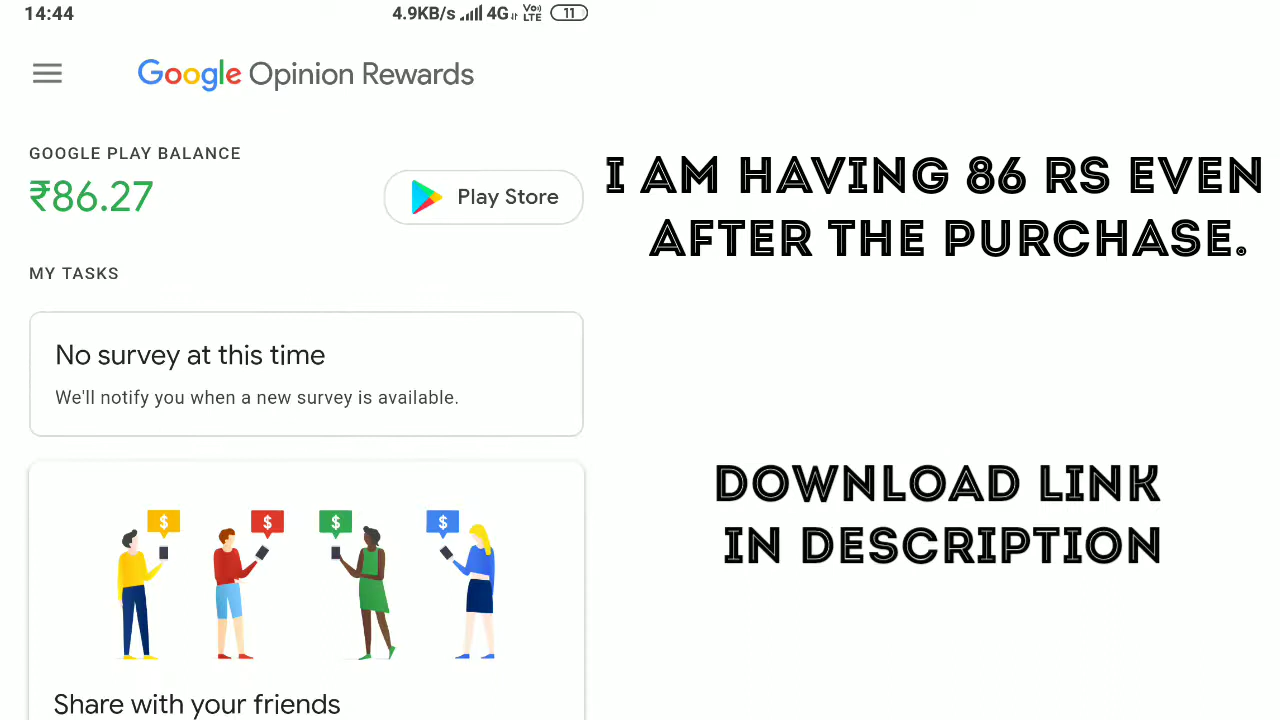 14:44
4.9KB/s 4G Vo) LTE 11
Google Opinion Rewards
GOOGLE PLAY BALANCE
₹86.27
Play Store
I AM HAVING 86 RS EVEN
AFTER THE PURCHASE.
MY TASKS
No survey at this time
We'll notify you when a new survey is available.
DOWNLOAD LINK
IN DESCRIPTION
$ $ $ $
Share with your friends